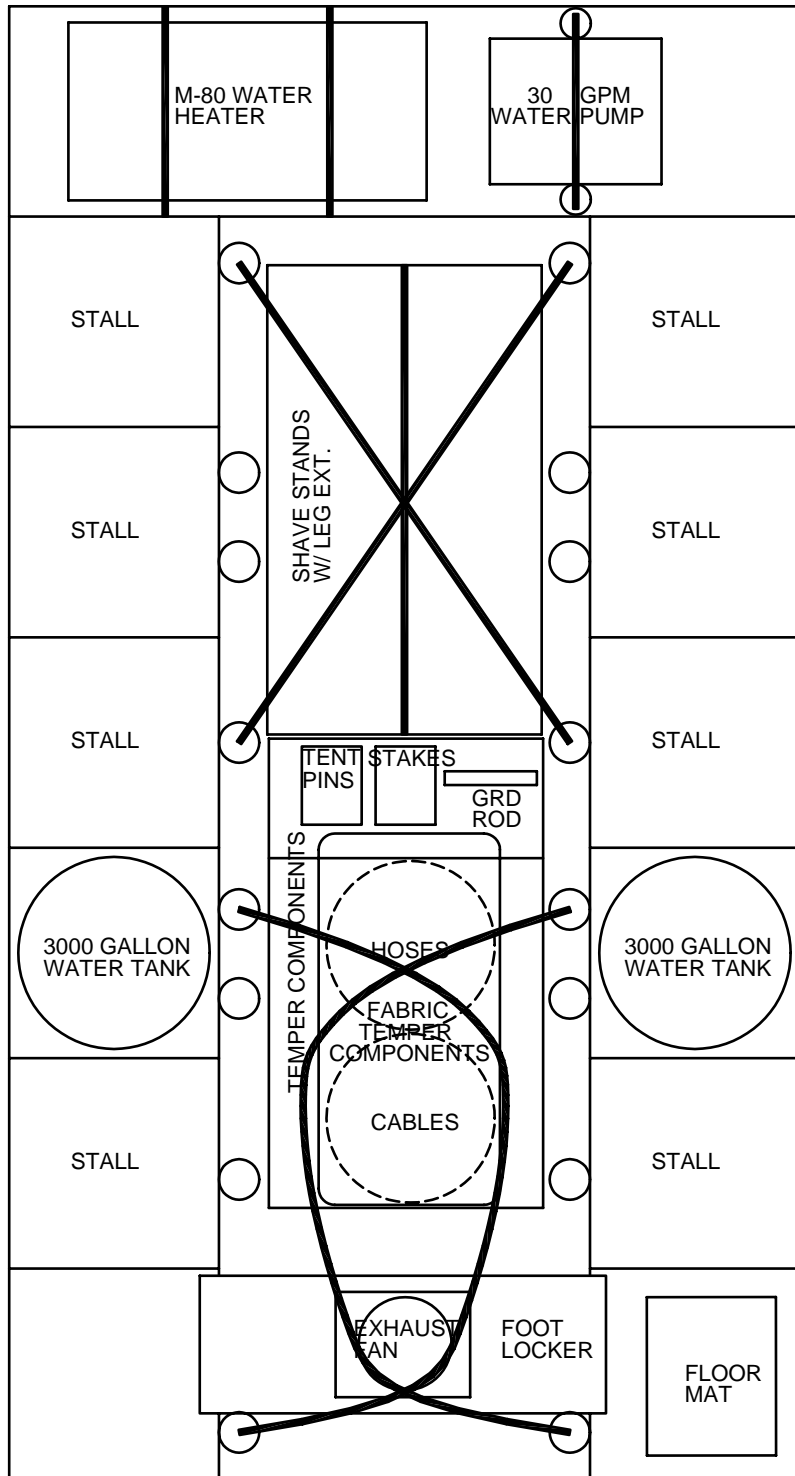 M-80 WATER
HEATER
30 GPM
WATER PUMP
STALL
STALL
SHAVE STANDS
W/ LEG EXT.
STALL
STALL
STALL
STALL
TENT STAKES
PINS
GRD
ROD
TEMPER COMPONENTS
3000 GALLON
WATER TANK
HOSES
3000 GALLON
WATER TANK
FABRIC
TEMPER
COMPONENTS
CABLES
STALL
STALL
EXHAUST
FAN
FOOT
LOCKER
FLOOR
MAT